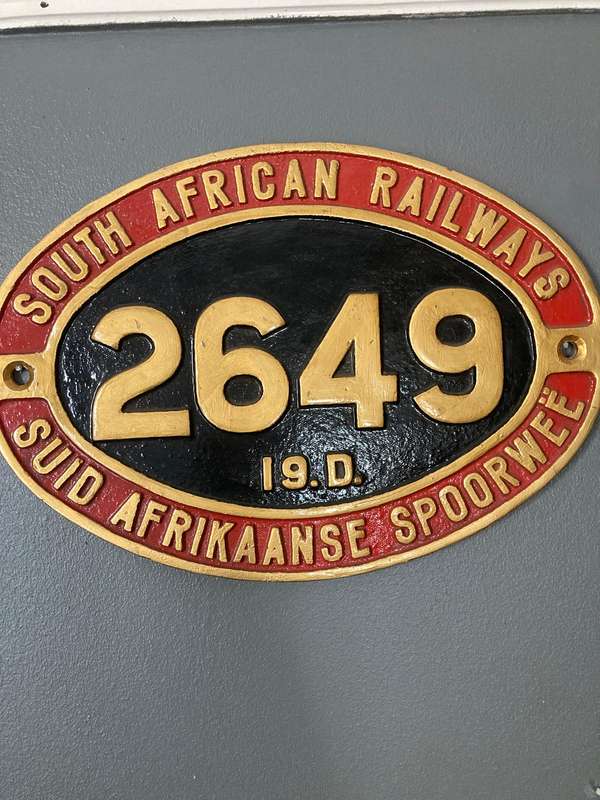 SOUTH AFRICAN RAILWAYS
2649
19.D.
SUID AFRIKAANSE SPOORWEË